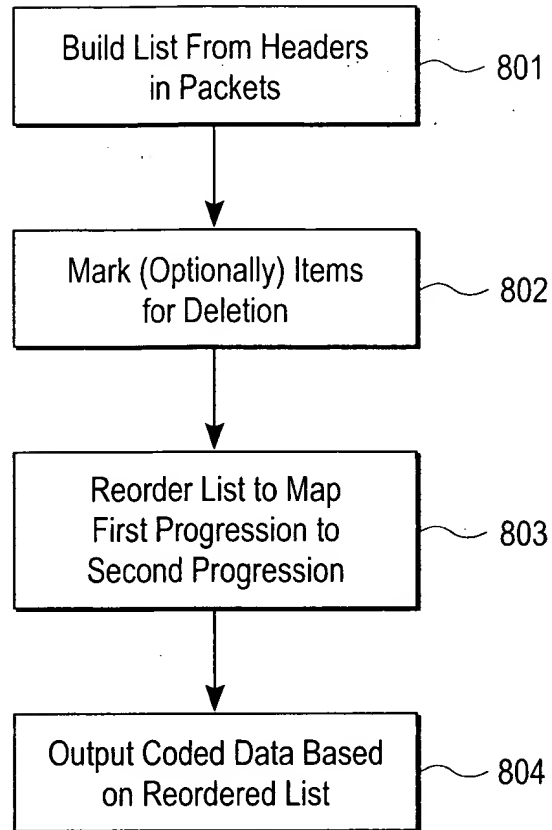 Build List From Headers
in Packets
801
Mark (Optionally) Items
for Deletion
802
Reorder List to Map
First Progression to
Second Progression
803
Output Coded Data Based
on Reordered List
804